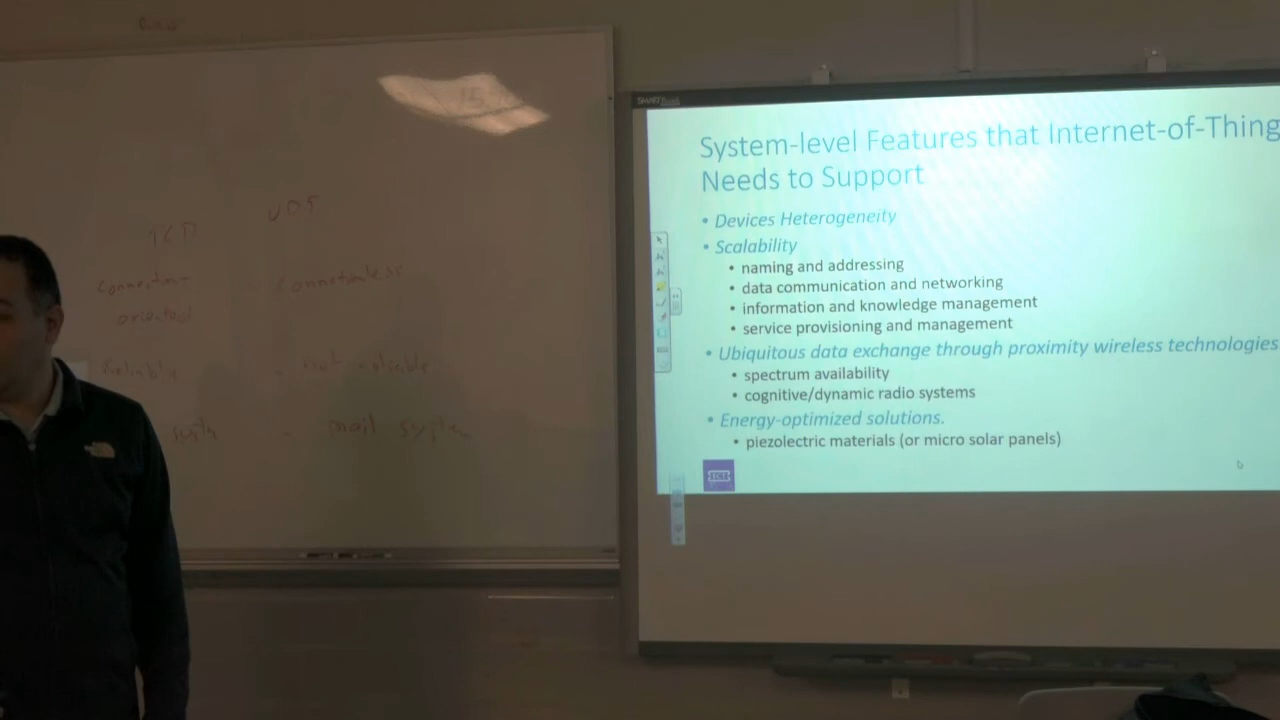 TCP
UDP
connection
connectionless
oriented
Reliable
not reliable
mail system
SMART Board
System-level Features that Internet-of-Thing
Needs to Support
• Devices Heterogeneity
• Scalability
• naming and addressing
• data communication and networking
• information and knowledge management
• service provisioning and management
• Ubiquitous data exchange through proximity wireless technologies
• spectrum availability
• cognitive/dynamic radio systems
• Energy-optimized solutions.
• piezolectric materials (or micro solar panels)